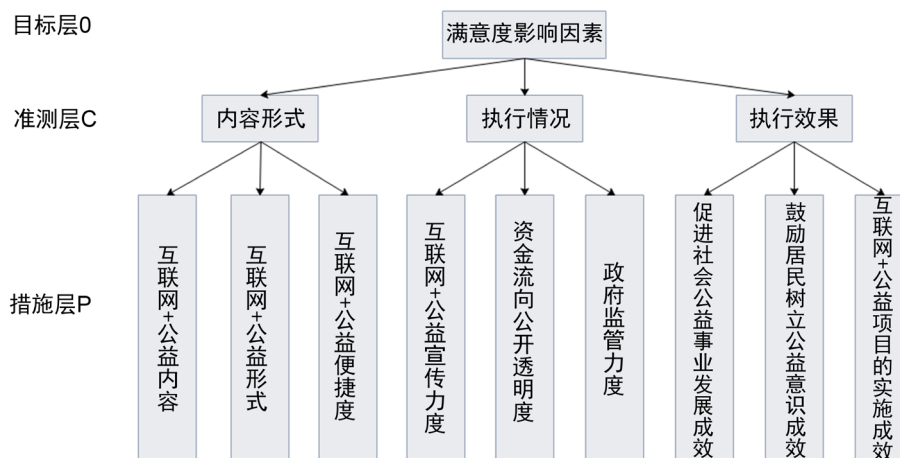 目标层0
满意度影响因素
准测层C
内容形式
执行情况
执行效果
措施层P
互联网+公益内容
互联网+公益形式
互联网+公益便捷度
互联网+公益宣传力度
资金流向公开透明度
政府监管力度
促进社会公益事业发展成效
鼓励居民树立公益意识成效
互联网+公益项目的实施成效